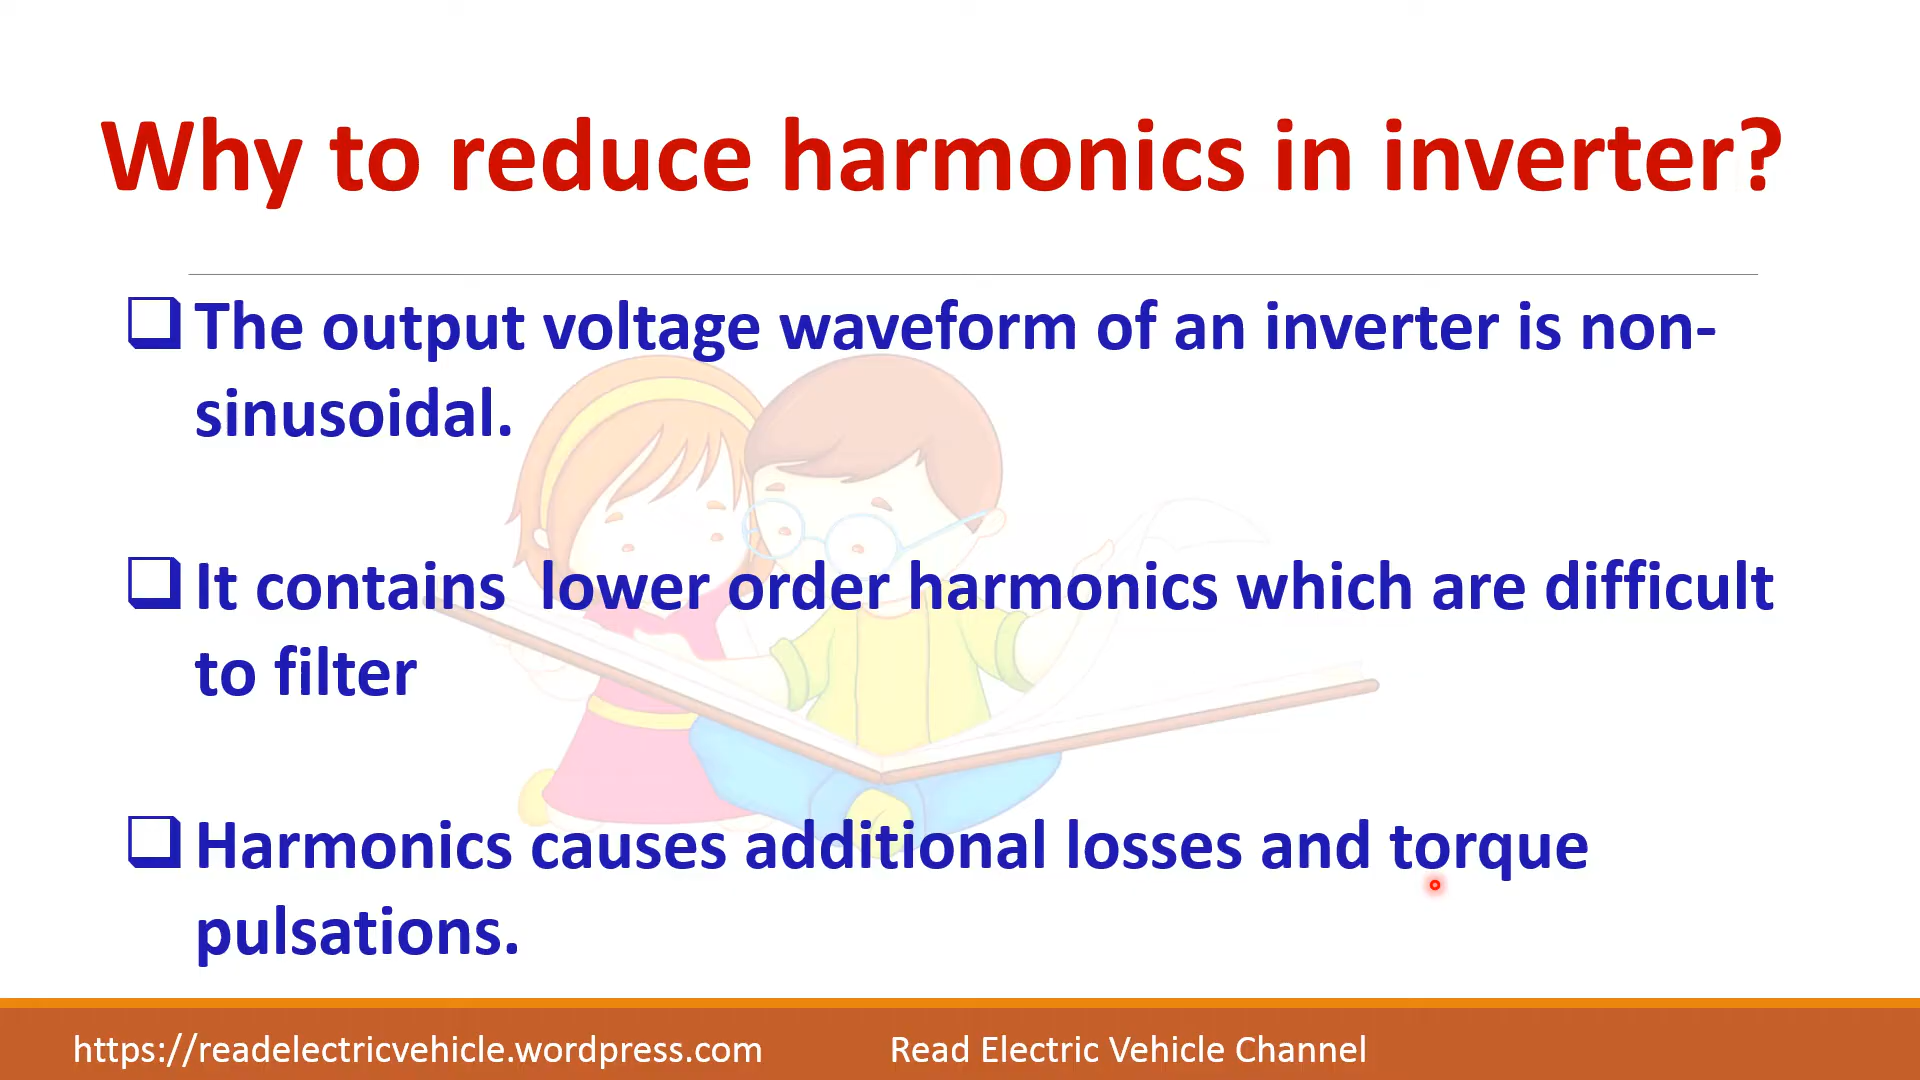 Why to reduce harmonics in inverter?
❑ The output voltage waveform of an inverter is non-
sinusoidal.
❑ It contains  lower order harmonics which are difficult
to filter
❑ Harmonics causes additional losses and torque
pulsations.
https://readelectricvehicle.wordpress.com
Read Electric Vehicle Channel